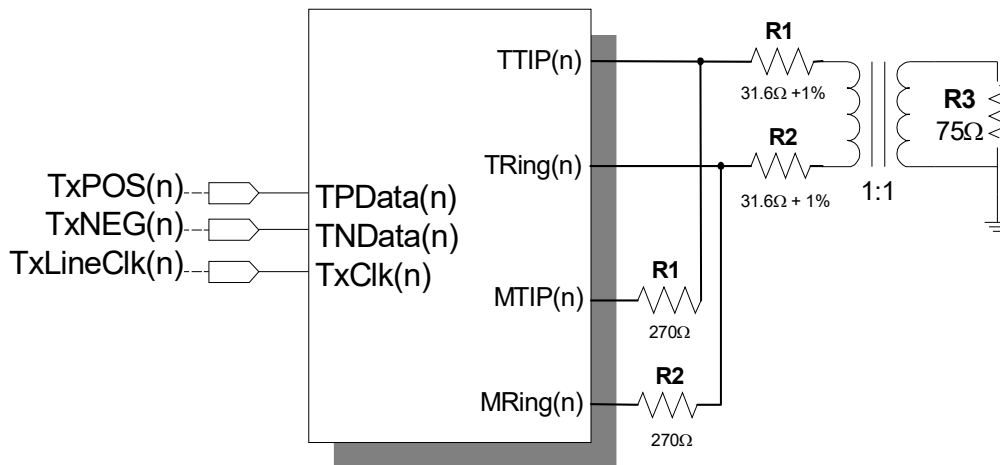 R1
TTIP(n)
31.6Ω +1%
R3
75Ω
R2
TRing(n)
31.6Ω + 1%
1:1
TxPOS(n)
TPData(n)
TxNEG(n)
TNData(n)
TxLineClk(n)
TxClk(n)
R1
MTIP(n)
270Ω
R2
MRing(n)
270Ω